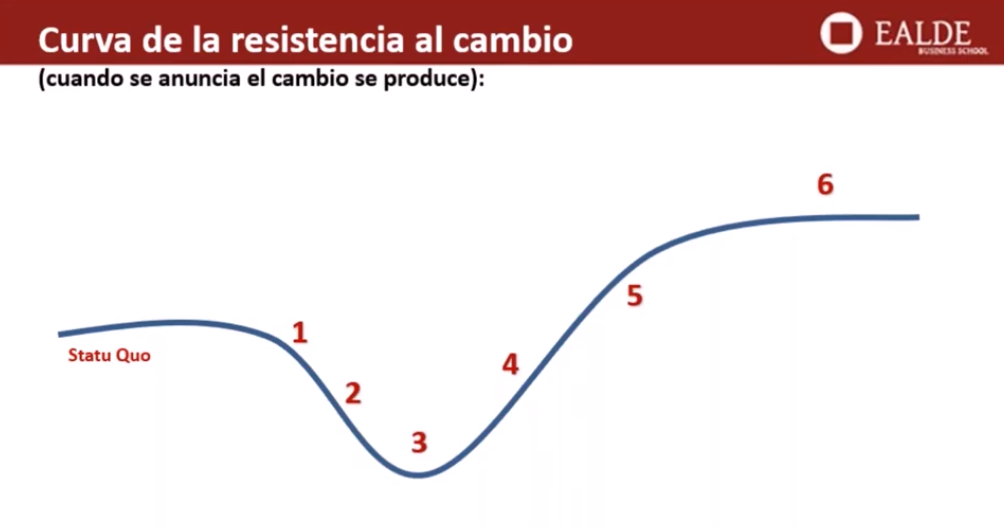 Curva de la resistencia al cambio
EALDE
BUSINESS SCHOOL
(cuando se anuncia el cambio se produce):
6
5
1
Statu Quo
4
2
3